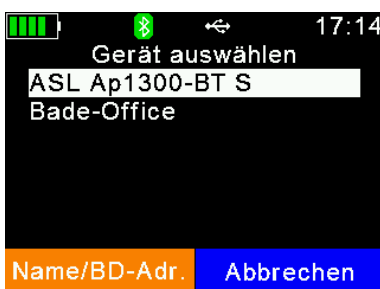 17:14
Gerät auswählen
ASL Ap1300-BT S
Bade-Office
Name/BD-Adr. Abbrechen